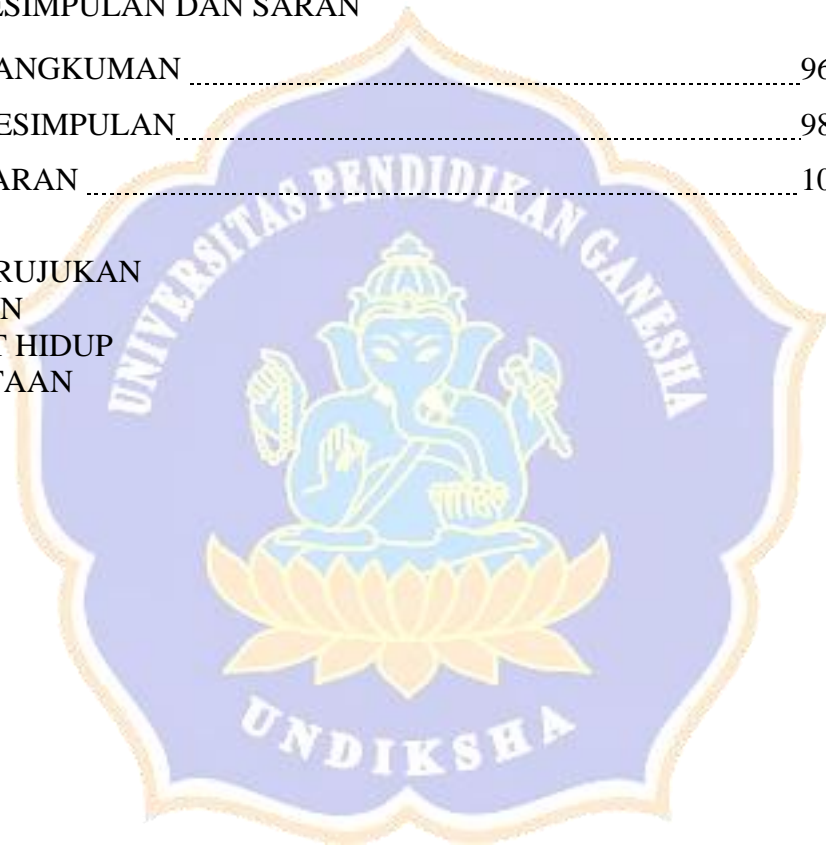 ESIMPULAN DAN SARAN
ANGKUMAN 96
ESIMPULAN 98
ARAN 10
RUJUKAN
N
T HIDUP
TAAN
UNIVERSITAS PENDIDIKAN GANESHA
UNDIKSHA